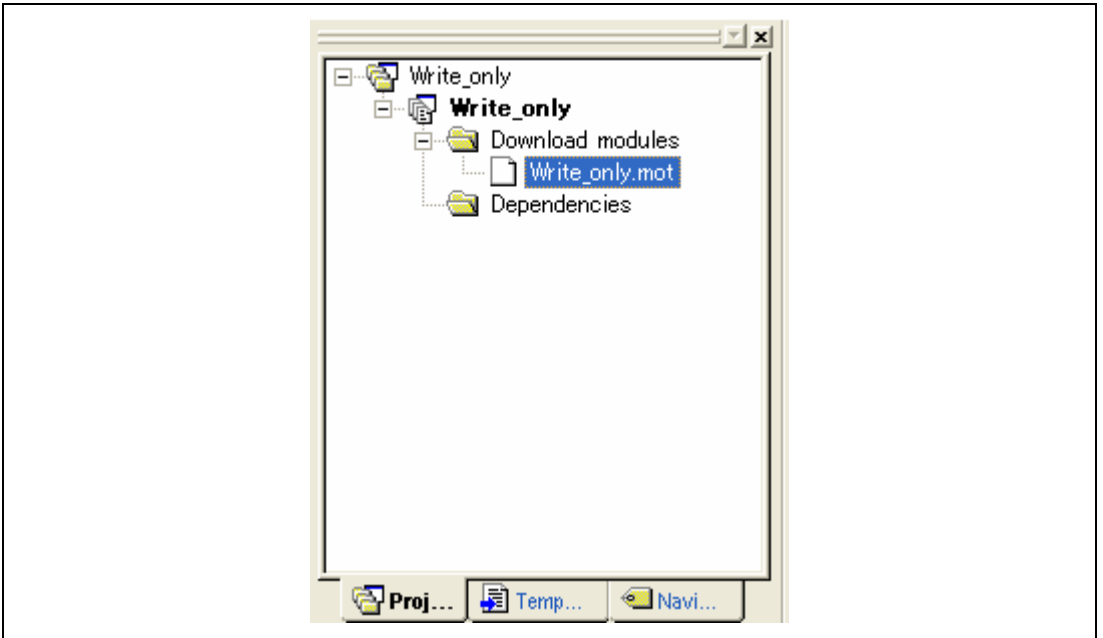 Write_only
Write_only
Download modules
Write_only.mot
Dependencies
Proj... Temp... Navi...